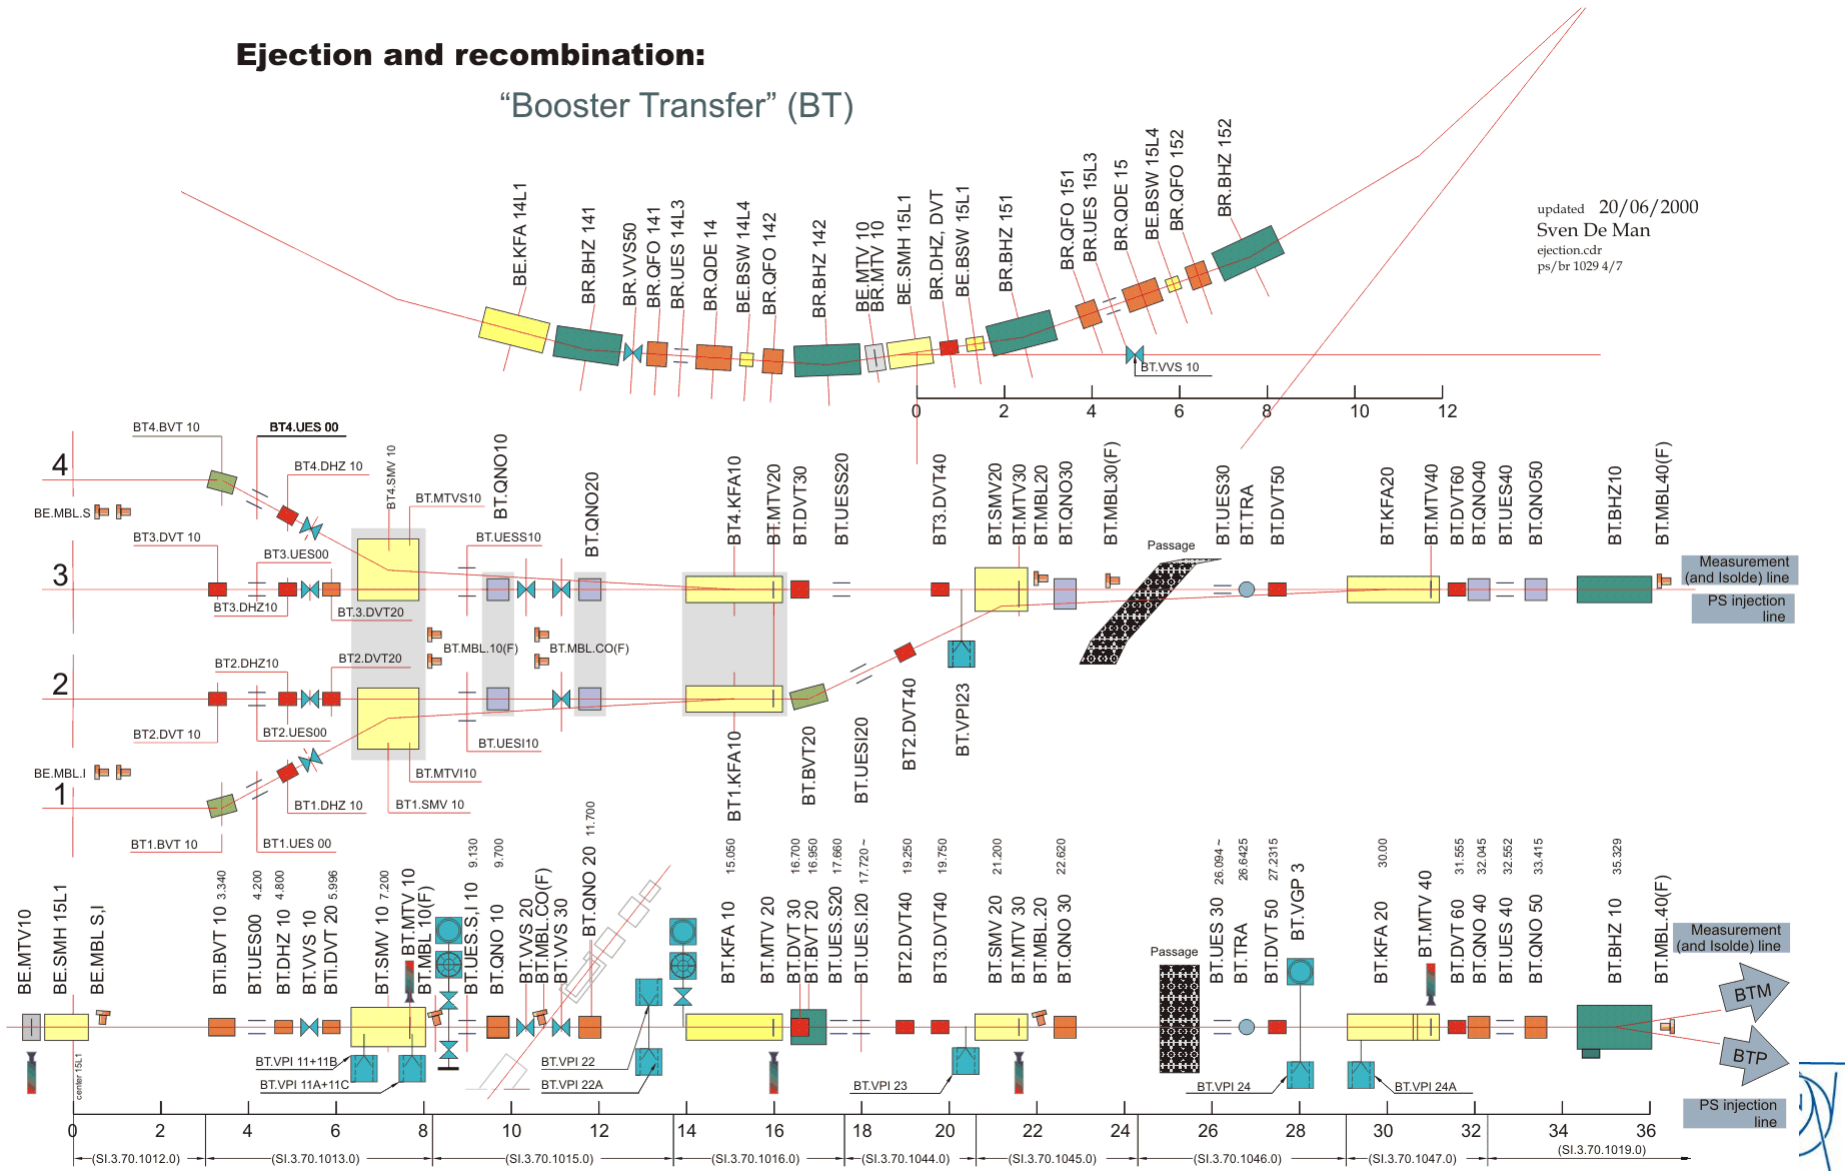 Ejection and recombination:
“Booster Transfer” (BT)
updated 20/06/2000
Sven De Man
ejection.cdr
ps/br 1029 4/7
BE.KFA 14L1
BR.BHZ 141
BR.VVS50
BR.QFO 141
BR.UES 14L3
BR.QDE 14
BE.BSW 14L4
BR.QFO 142
BR.BHZ 142
BE.MTV 10
BR.MTV 10
BE.SMH 15L1
BR.DHZ, DVT
BE.BSW 15L1
BR.BHZ 151
BR.QFO 151
BR.UES 15L3
BR.QDE 15
BE.BSW 15L4
BR.QFO 152
BR.BHZ 152
BT.VVS 10
0 2 4 6 8 10 12
BT4.BVT 10
BT4.UES 00
4
BT4.DHZ 10
BT4.SMV 10
BT.MTVS10
BT.QNO10
BT.QNO20
BT4.KFA10
BT.MTV20
BT.DVT30
BT.UESS20
BT3.DVT40
BT.SMV20
BT.MTV30
BT.MBL20
BT.QNO30
BT.MBL30(F)
BT.UES30
BT.TRA
BT.DVT50
BT.KFA20
BT.MTV40
BT.DVT60
BT.QNO40
BT.UES40
BT.QNO50
BT.BHZ10
BT.MBL40(F)
BE.MBL.S
BT3.DVT 10
BT3.UES00
BT.UESS10
Passage
Measurement
(and Isolde) line
3
BT3.DHZ10
BT.3.DVT20
PS injection
line
BT.MBL.10(F)
BT.MBL.CO(F)
BT2.DHZ10
BT2.DVT20
2
BT2.DVT 10
BT2.UES00
BT.UESI10
BT1.KFA10
BT.BVT20
BT.UESI20
BT2.DVT40
BT.VPI23
BE.MBL.I
BT.MTVI10
1
BT1.DHZ 10
BT1.SMV 10
BT1.BVT 10
BT1.UES 00
BE.MTV10
BE.SMH 15L1
BE.MBL S,I
BTi.BVT 10 3.340
BT.UES00 4.200
BT.DHZ 10 4.800
BT.VVS 10
BTi.DVT 20 5.996
BT.SMV 10 7.200
BT.MTV 10
BT.MBL 10(F)
BT.UES.S,I 10 9.130
BT.QNO 10 9.700
BT.VVS 20
BT.MBL.CO(F)
BT.VVS 30
BT.QNO 20 11.700
BT.KFA 10 15.050
BT.MTV 20
BT.DVT 30 16.700
BT.BVT 20 16.950
BT.UES.S20 17.660
BT.UES.I20 17.720 ~
BT2.DVT40 19.250
BT3.DVT40 19.750
BT.SMV 20 21.200
BT.MTV 30
BT.MBL.20
BT.QNO 30 22.620
Passage
BT.UES 30 26.094 ~
BT.TRA 26.6425
BT.DVT 50 27.2315
BT.VGP 3
BT.KFA 20 30.00
BT.MTV 40
BT.DVT 60 31.555
BT.QNO 40 32.045
BT.UES 40 32.552
BT.QNO 50 33.415
BT.BHZ 10 35.329
BT.MBL.40(F)
Measurement
(and Isolde) line
BTM
BTP
center 15L1
BT.VPI 11+11B
BT.VPI 11A+11C
BT.VPI 22
BT.VPI 22A
BT.VPI 23
BT.VPI 24
BT.VPI 24A
PS injection
line
0 2 4 6 8 10 12 14 16 18 20 22 24 26 28 30 32 34 36
(SI.3.70.1012.0) (SI.3.70.1013.0) (SI.3.70.1015.0) (SI.3.70.1016.0) (SI.3.70.1044.0) (SI.3.70.1045.0) (SI.3.70.1046.0) (SI.3.70.1047.0) (SI.3.70.1019.0)